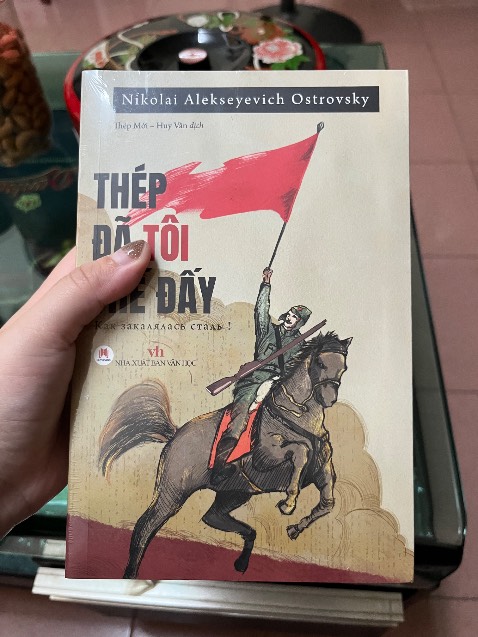 Nikolai Alekseyevich Ostrovsky
Thép Mới – Huy Vân dịch
THÉP
ĐÃ TÔI
ĐẤY
Как закалялась сталь !
vh
NHÀ XUẤT BẢN VĂN HỌC